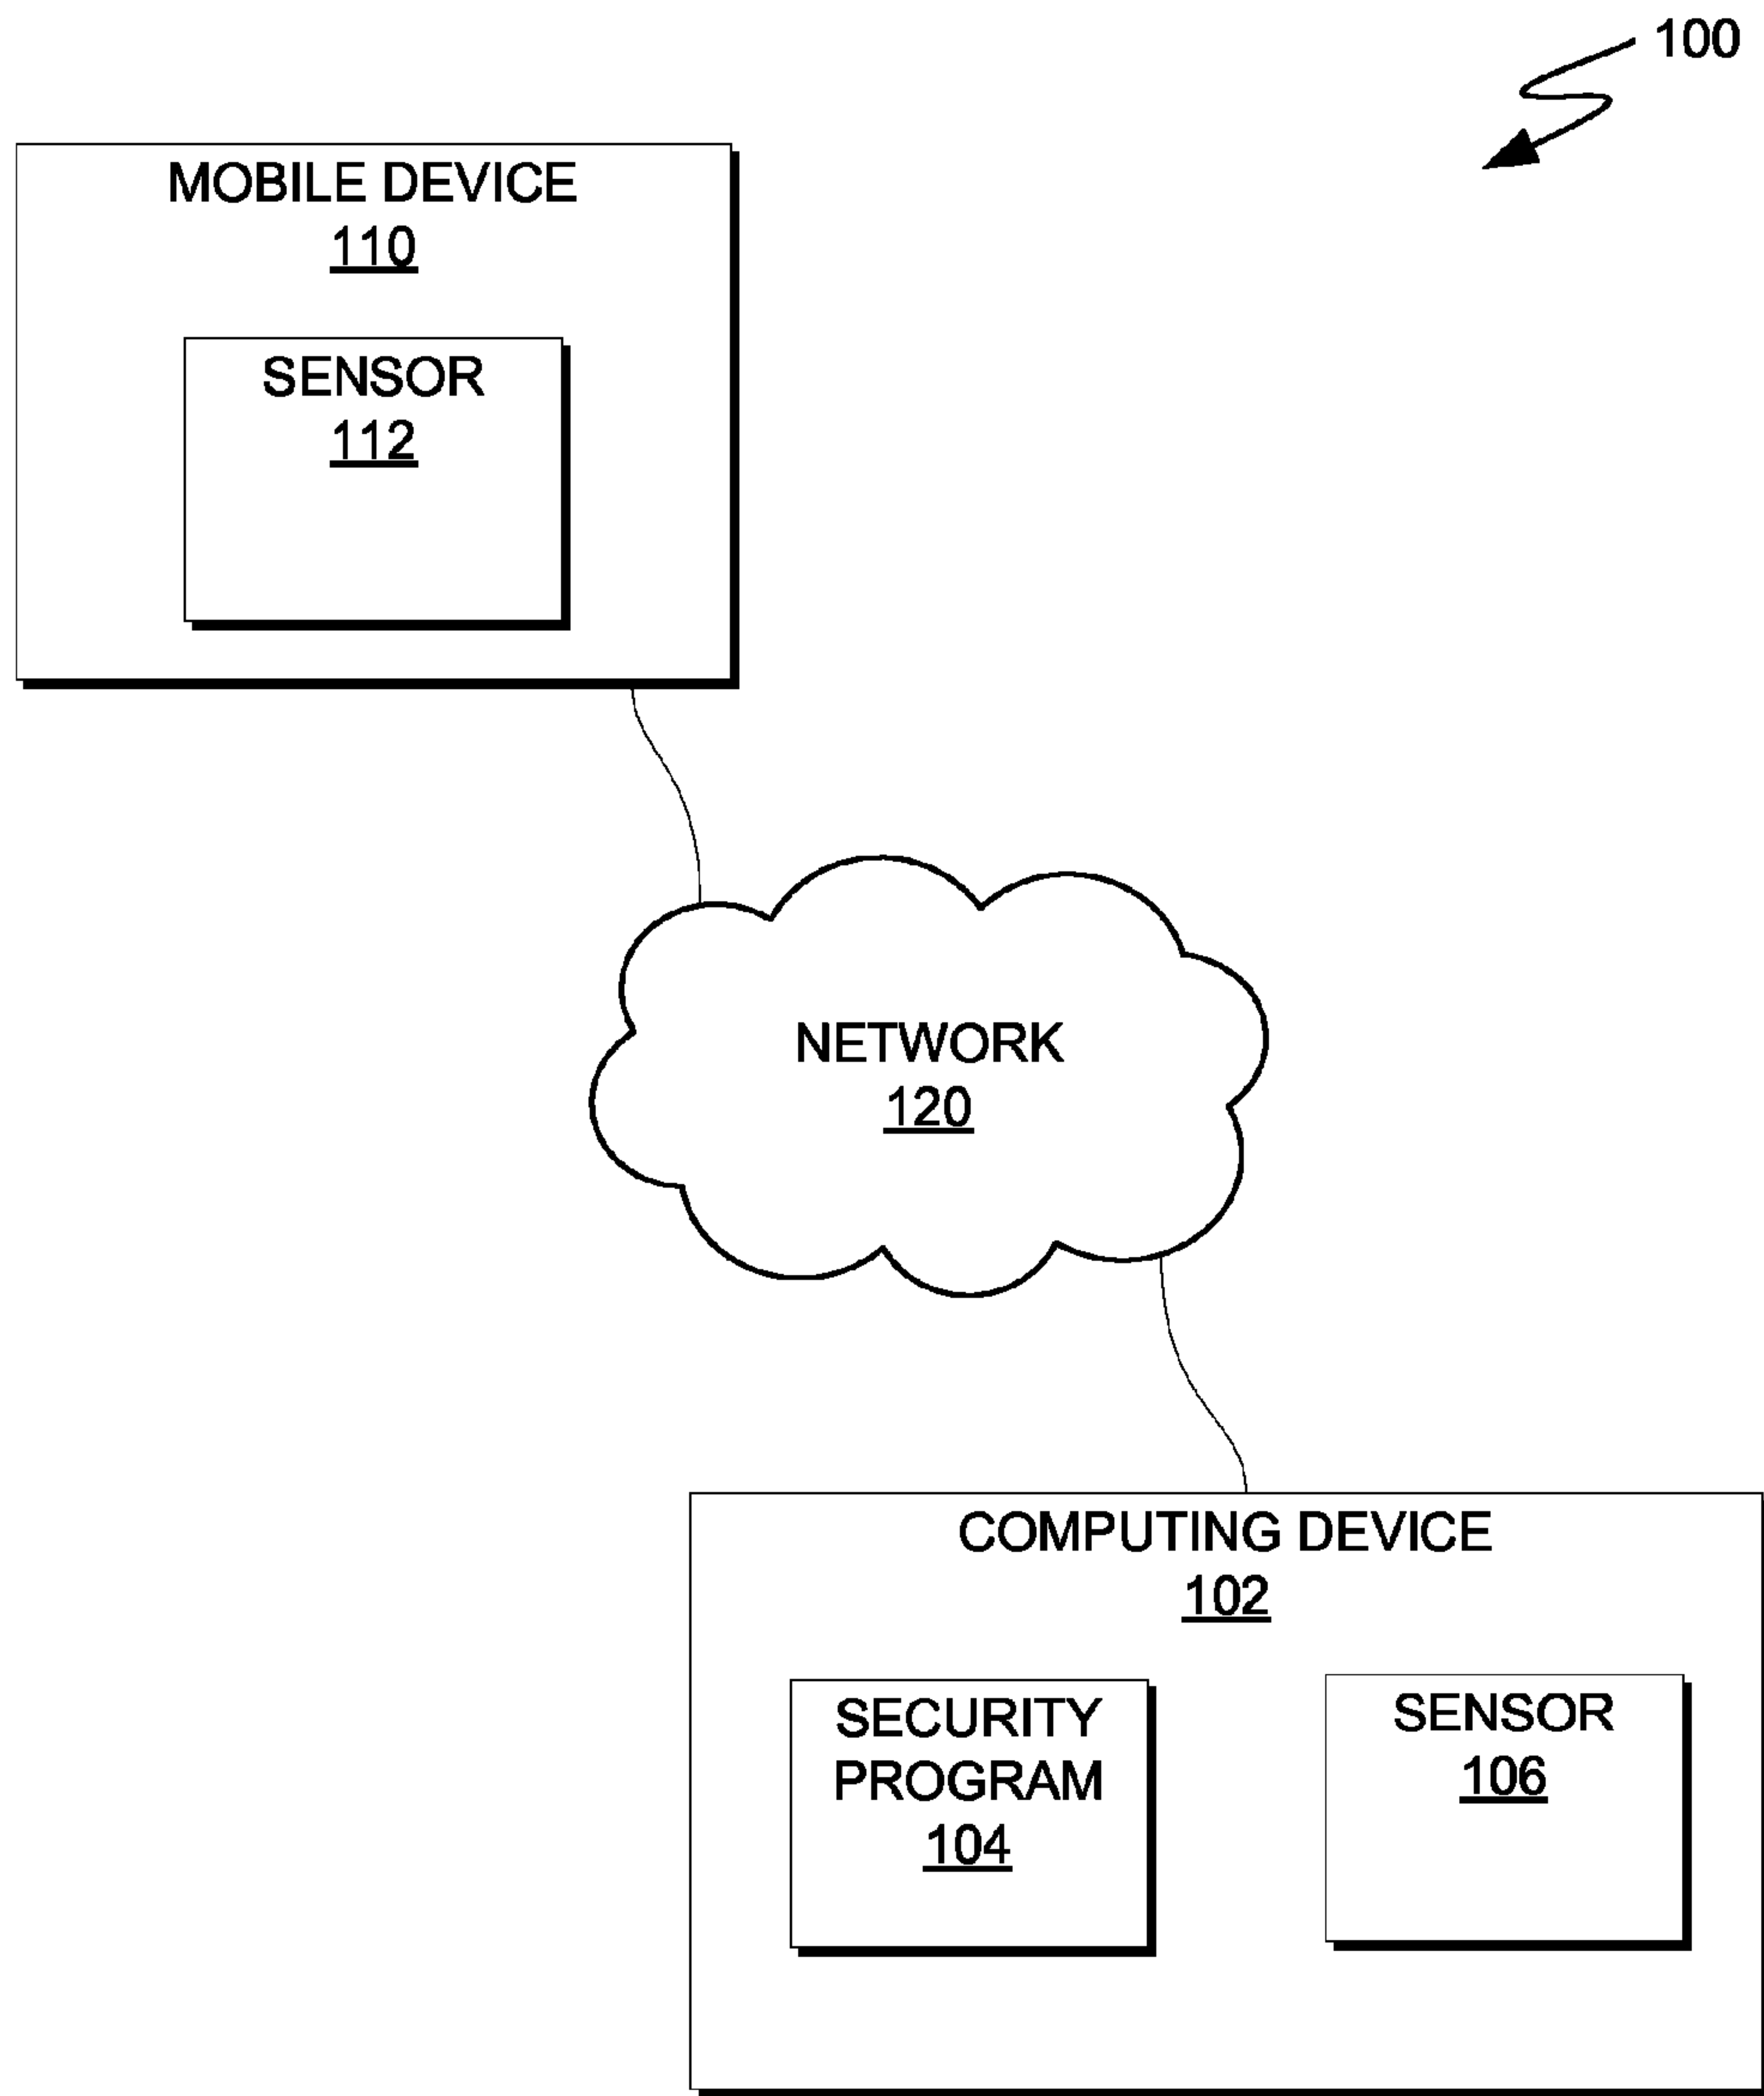 100
MOBILE DEVICE
110
SENSOR
112
NETWORK
120
COMPUTING DEVICE
102
SECURITY
PROGRAM
104
SENSOR
106